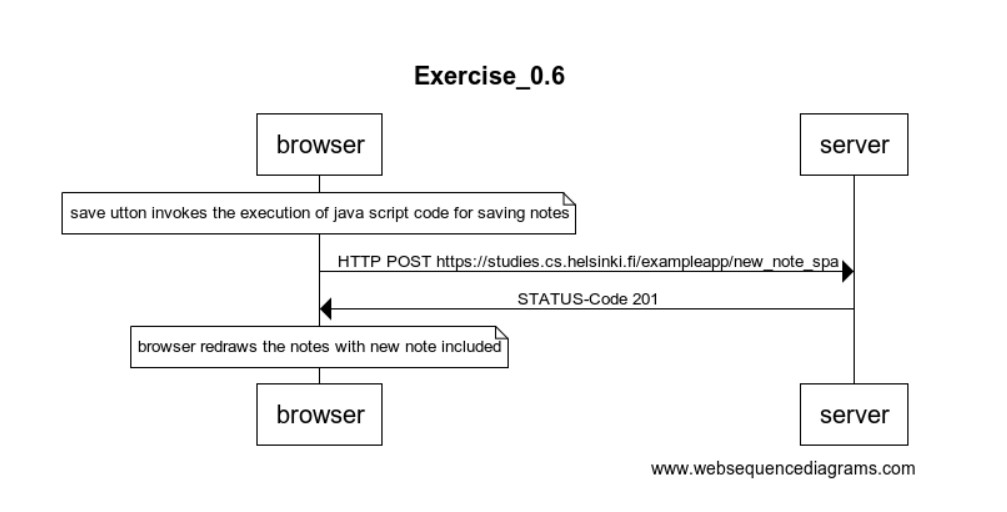 Exercise_0.6
browser
server
save utton invokes the execution of java script code for saving notes
HTTP POST https://studies.cs.helsinki.fi/exampleapp/new_note_spa
STATUS-Code 201
browser redraws the notes with new note included
browser
server
www.websequencediagrams.com